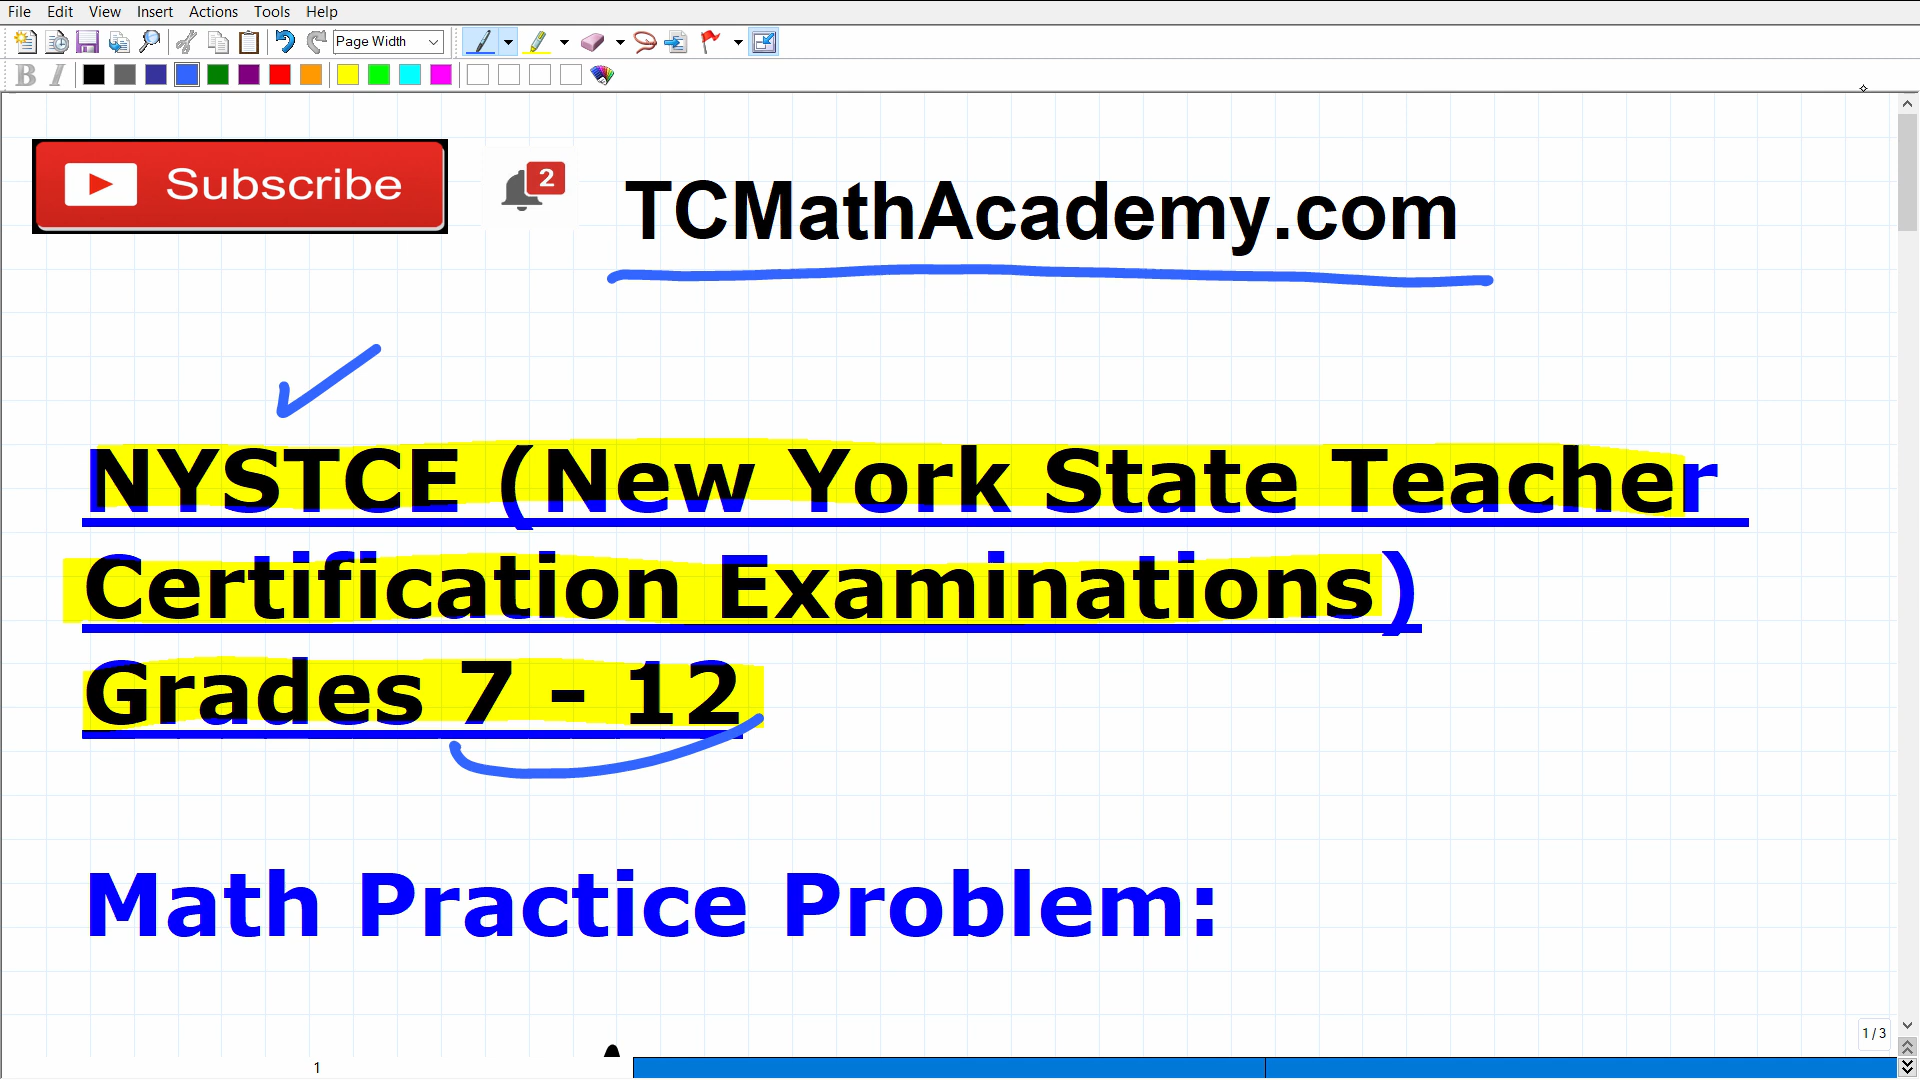 File Edit View Insert Actions Tools Help
Page Width
B I
Subscribe
2
TCMathAcademy.com
NYSTCE (New York State Teacher
Certification Examinations)
Grades 7 - 12
Math Practice Problem:
1 / 3
1